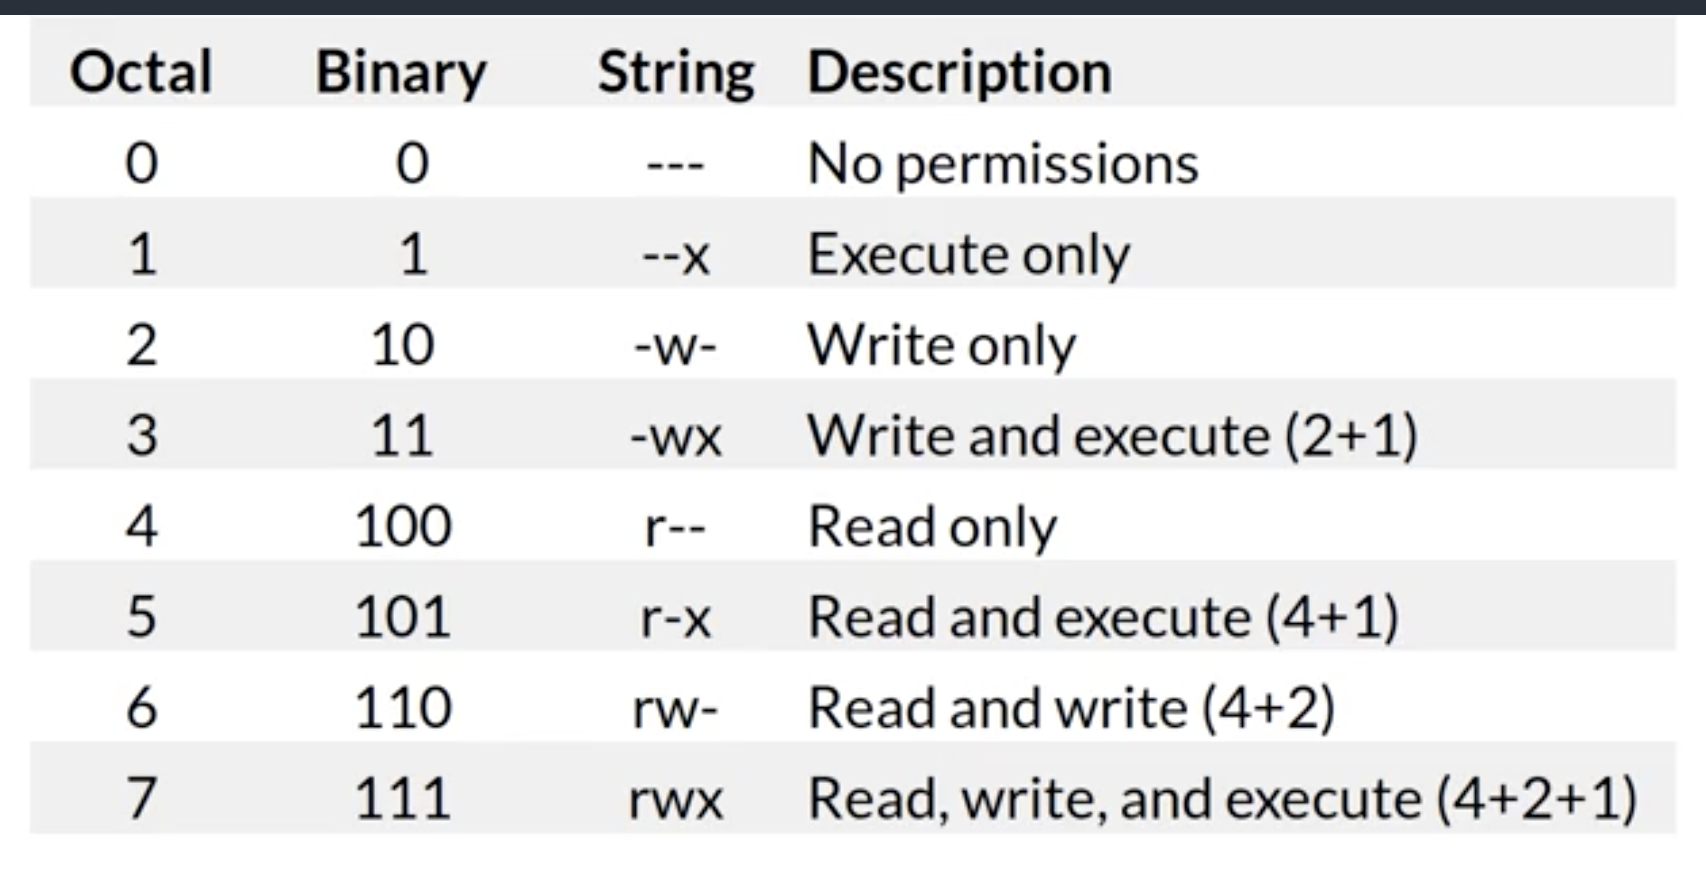 Octal Binary String Description
0 0 --- No permissions
1 1 --x Execute only
2 10 -w- Write only
3 11 -wx Write and execute (2+1)
4 100 r-- Read only
5 101 r-x Read and execute (4+1)
6 110 rw- Read and write (4+2)
7 111 rwx Read, write, and execute (4+2+1)